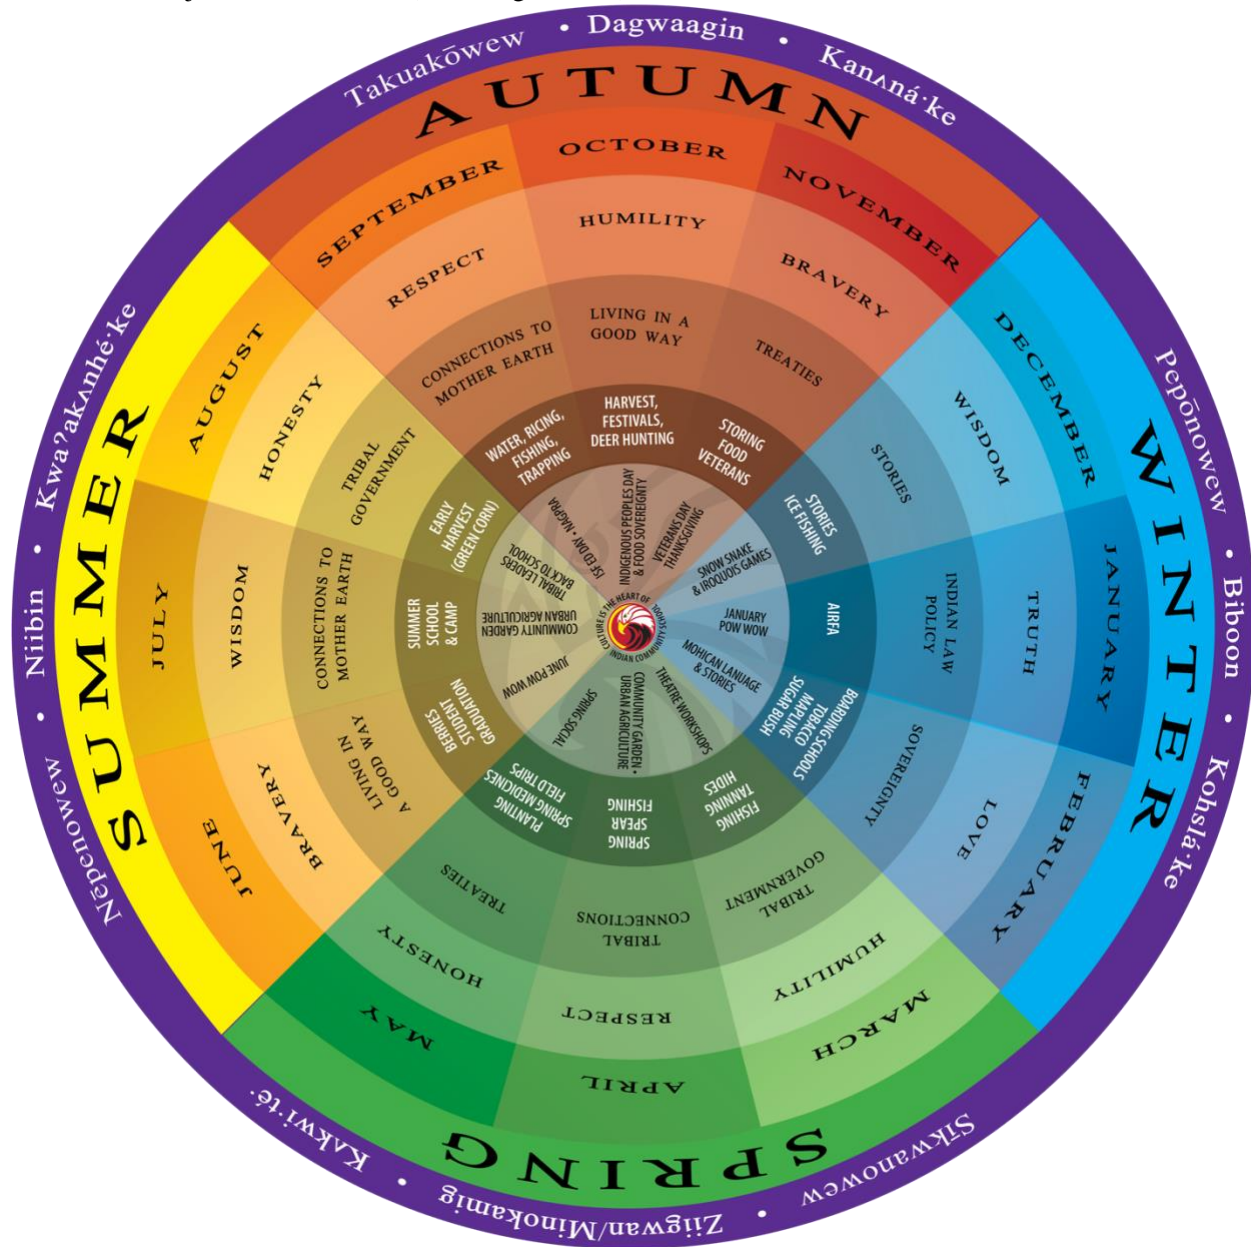 Takuakōwew • Dagwaagin • Kanʌná·ke
Pepōnowew • Biboon • Kohslá·ke
Sīkwanowew • Ziigwan/Minokamig • Kʌkwi·té·
Nēpenowew • Niibin • Kwaʔakʌnhé·ke
AUTUMN
WINTER
SPRING
SUMMER
SEPTEMBER
OCTOBER
NOVEMBER
DECEMBER
JANUARY
FEBRUARY
MARCH
APRIL
MAY
JUNE
JULY
AUGUST
RESPECT
HUMILITY
BRAVERY
WISDOM
TRUTH
LOVE
HUMILITY
RESPECT
HONESTY
BRAVERY
WISDOM
HONESTY
CONNECTIONS TO
MOTHER EARTH
LIVING IN A
GOOD WAY
TREATIES
STORIES
INDIAN LAW
POLICY
SOVEREIGNTY
TRIBAL
GOVERNMENT
TRIBAL
CONNECTIONS
TREATIES
LIVING IN
A GOOD WAY
CONNECTIONS TO
MOTHER EARTH
TRIBAL
GOVERNMENT
WATER, RICING,
FISHING,
TRAPPING
HARVEST,
FESTIVALS,
DEER HUNTING
STORING
FOOD
VETERANS
STORIES
ICE FISHING
AIRFA
BOARDING SCHOOLS
TOBACCO
MAPLING
SUGAR BUSH
FISHING
TANNING
HIDES
SPRING
SPEAR
FISHING
PLANTING
SPRING MEDICINES
FIELD TRIPS
BERRIES
STUDENT
GRADUATION
SUMMER
SCHOOL
& CAMP
EARLY
HARVEST
(GREEN CORN)
ISF ED DAY • NAGPRA
INDIGENOUS PEOPLES DAY
& FOOD SOVEREIGNTY
VETERANS DAY
THANKSGIVING
SNOW SNAKE
& IROQUOIS GAMES
JANUARY
POW WOW
MOHICAN LANUAGE
& STORIES
THEATRE WORKSHOPS
COMMUNITY GARDEN •
URBAN AGRICULTURE
SPRING SOCIAL
JUNE POW WOW
COMMUNITY GARDEN
URBAN AGRICULTURE
TRIBAL LEADERS
BACK TO SCHOOL
CULTURE IS THE HEART OF
INDIAN COMMUNITY SCHOOL